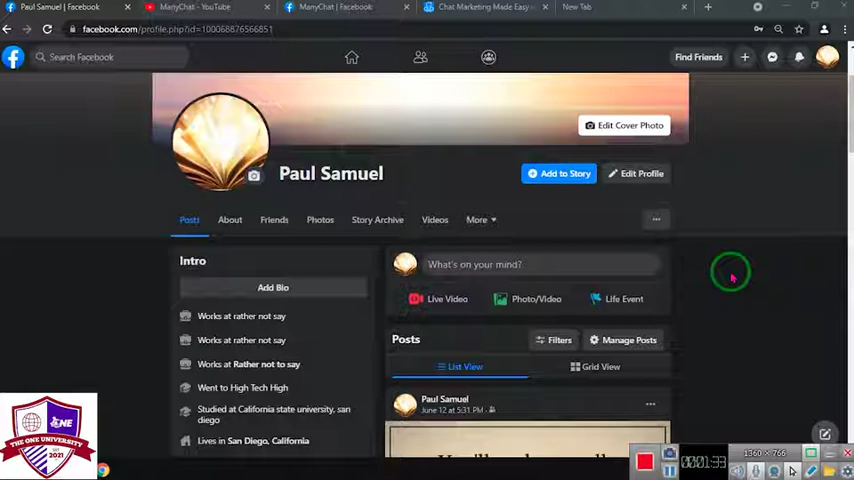 Paul Samuel | Facebook
ManyChat - YouTube
ManyChat | Facebook
Chat Marketing Made Easy
New Tab
facebook.com/profile.php?id=100068876566851
Search Facebook
Find Friends
Edit Cover Photo
Paul Samuel
Add to Story
Edit Profile
Posts
About
Friends
Photos
Story Archive
Videos
More
Intro
Add Bio
Works at rather not say
Works at rather not say
Works at Rather not to say
Went to High Tech High
Studied at California state university, san
diego
Lives in San Diego, California
What's on your mind?
Live Video
Photo/Video
Life Event
Posts
Filters
Manage Posts
List View
Grid View
Paul Samuel
June 12 at 5:31 PM
ONE
THE ONE UNIVERSITY
2021
00:01:33
1360 × 766